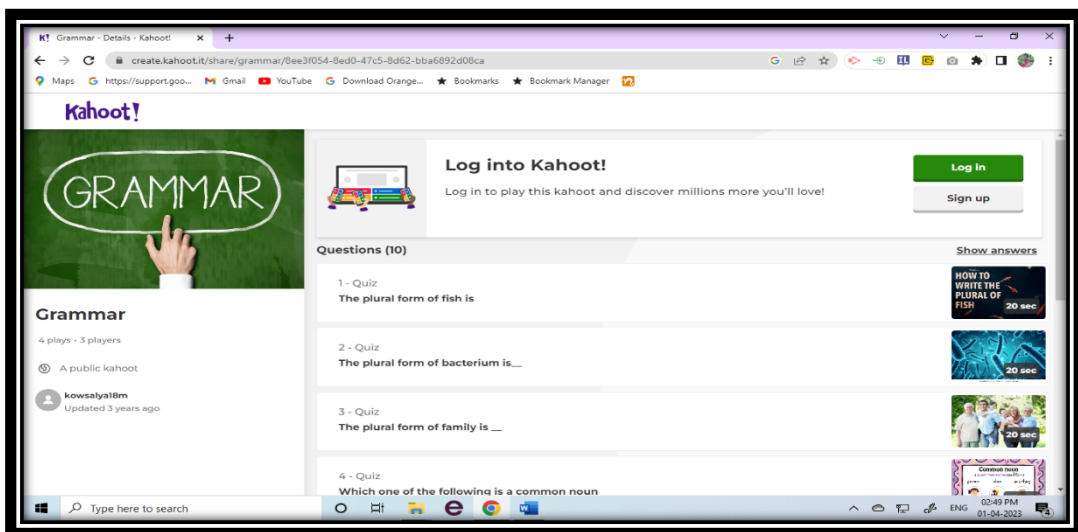 K! Grammar - Details - Kahoot!
create.kahoot.it/share/grammar/8ee3f054-8ed0-47c5-8d62-bba6892d08ca
Maps https://support.goo... Gmail YouTube Download Orange... Bookmarks Bookmark Manager
Kahoot!
GRAMMAR
Log into Kahoot!
Log in to play this kahoot and discover millions more you'll love!
Log in
Sign up
Grammar
4 plays · 3 players
A public kahoot
kowsalya18m
Updated 3 years ago
Questions (10)
Show answers
1 - Quiz
The plural form of fish is
HOW TO
WRITE THE
PLURAL OF
FISH
20 sec
2 - Quiz
The plural form of bacterium is__
20 sec
3 - Quiz
The plural form of family is __
20 sec
4 - Quiz
Which one of the following is a common noun
Common noun
Type here to search
ENG
02:49 PM
01-04-2023
4